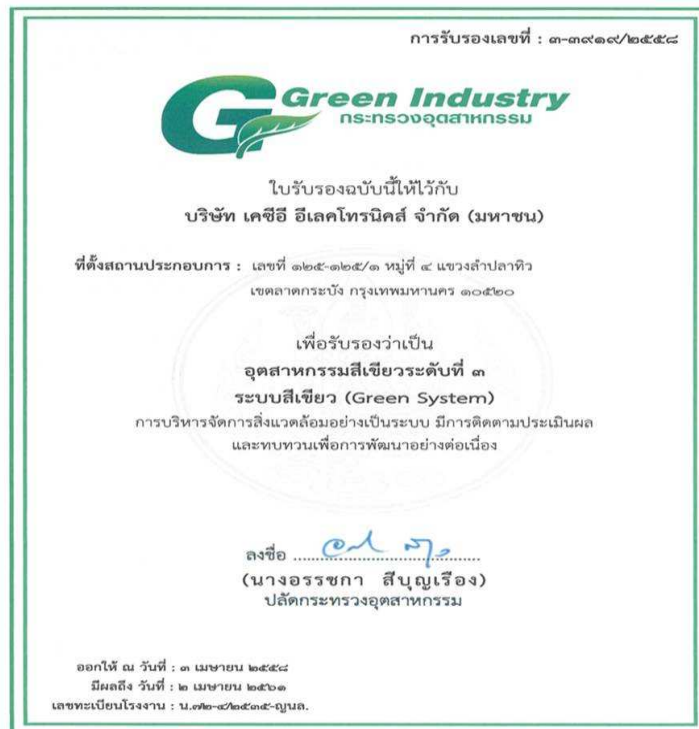 การรับรองเลขที่ : ๓-๓๙๑๙/๒๕๕๘
Green Industry
กระทรวงอุตสาหกรรม
ใบรับรองฉบับนี้ให้ไว้กับ
บริษัท เคซีอี อีเลคโทรนิคส์ จำกัด (มหาชน)
ที่ตั้งสถานประกอบการ : เลขที่ ๑๒๕-๑๒๕/๑ หมู่ที่ ๔ แขวงลำปลาทิว
เขตลาดกระบัง กรุงเทพมหานคร ๑๐๕๒๐
เพื่อรับรองว่าเป็น
อุตสาหกรรมสีเขียวระดับที่ ๓
ระบบสีเขียว (Green System)
การบริหารจัดการสิ่งแวดล้อมอย่างเป็นระบบ มีการติดตามประเมินผล
และทบทวนเพื่อการพัฒนาอย่างต่อเนื่อง
ลงชื่อ
(นางอรรชกา สีบุญเรือง)
ปลัดกระทรวงอุตสาหกรรม
ออกให้ ณ วันที่ : ๓ เมษายน ๒๕๕๘
มีผลถึง วันที่ : ๒ เมษายน ๒๕๖๑
เลขทะเบียนโรงงาน : น.๗๒-๔/๒๕๓๕-ญนล.